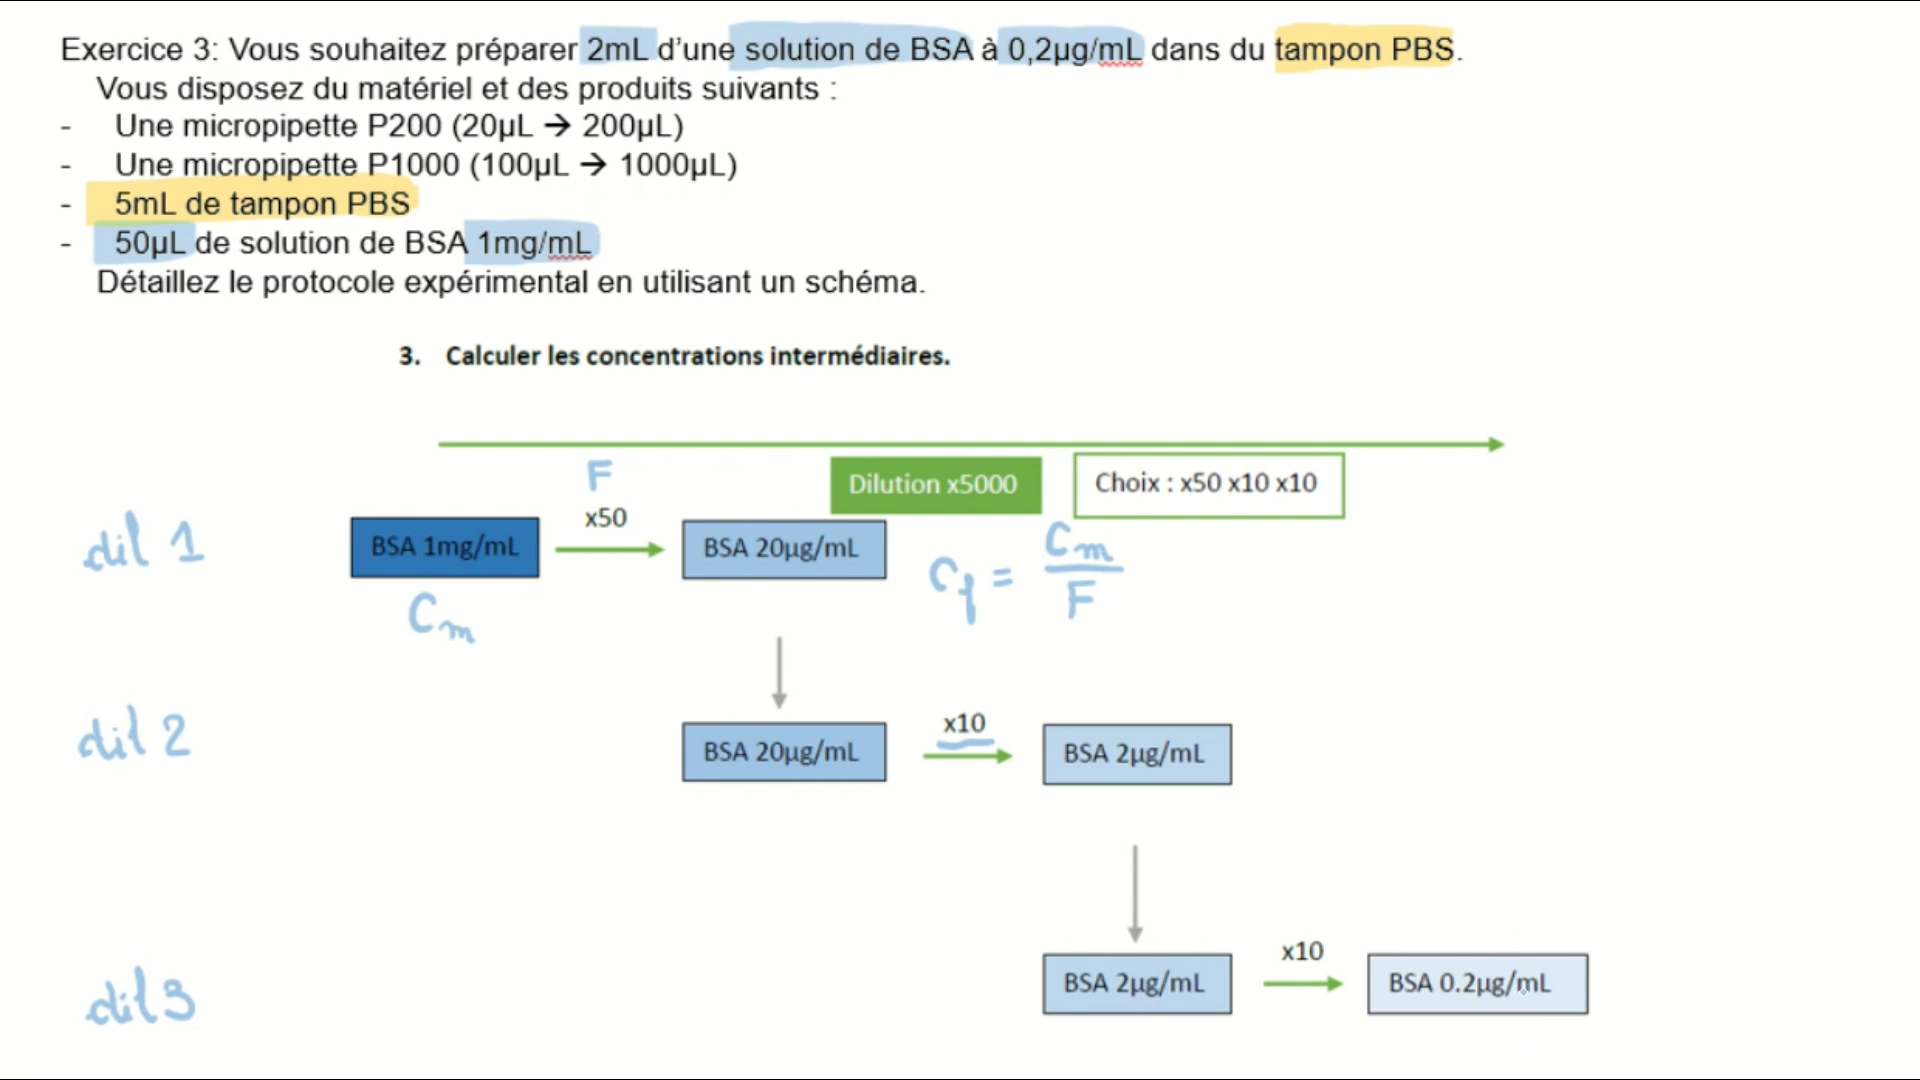 Exercice 3: Vous souhaitez préparer 2mL d'une solution de BSA à 0,2µg/mL dans du tampon PBS.
Vous disposez du matériel et des produits suivants :
- Une micropipette P200 (20µL → 200µL)
- Une micropipette P1000 (100µL → 1000µL)
- 5mL de tampon PBS
- 50µL de solution de BSA 1mg/mL
Détaillez le protocole expérimental en utilisant un schéma.
3. Calculer les concentrations intermédiaires.
Dilution x5000
Choix : x50 x10 x10
F
x50
dil 1
BSA 1mg/mL
BSA 20µg/mL
Cf = Cm / F
Cm
dil 2
BSA 20µg/mL
x10
BSA 2µg/mL
dil 3
BSA 2µg/mL
x10
BSA 0.2µg/mL